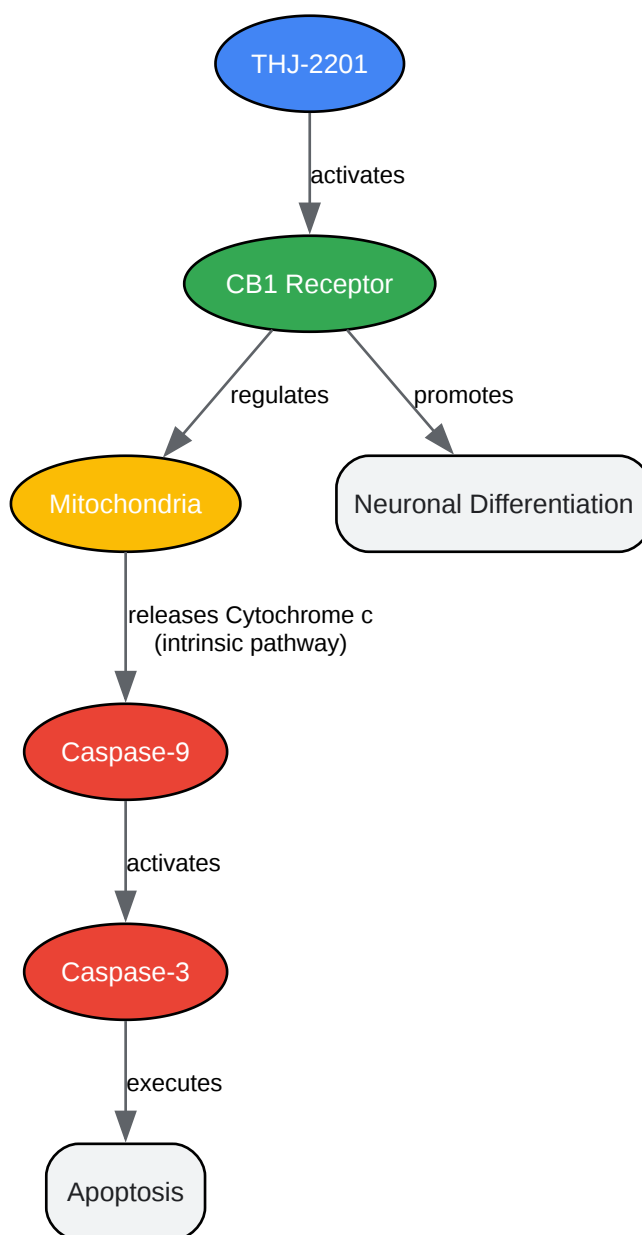 THJ-2201
activates
CB1 Receptor
regulates
promotes
Mitochondria
Neuronal Differentiation
releases Cytochrome c
(intrinsic pathway)
Caspase-9
activates
Caspase-3
executes
Apoptosis